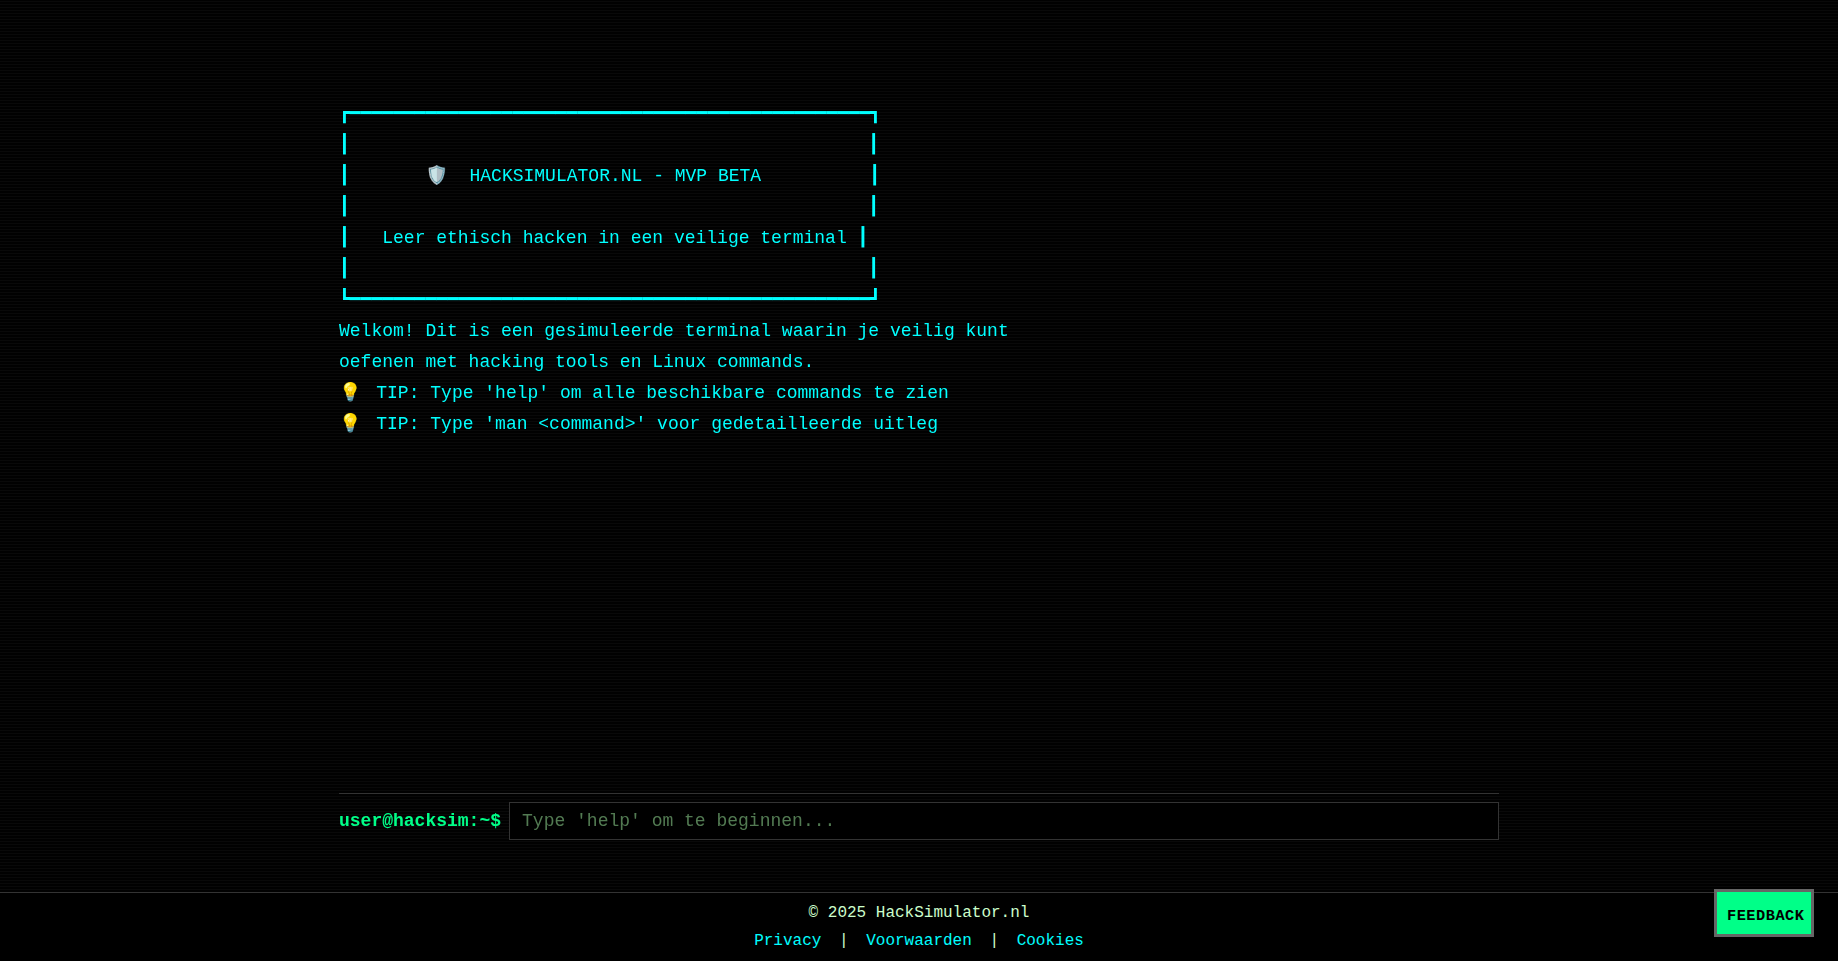 🛡️ HACKSIMULATOR.NL - MVP BETA
Leer ethisch hacken in een veilige terminal
Welkom! Dit is een gesimuleerde terminal waarin je veilig kunt
oefenen met hacking tools en Linux commands.
💡 TIP: Type 'help' om alle beschikbare commands te zien
💡 TIP: Type 'man <command>' voor gedetailleerde uitleg
user@hacksim:~$ Type 'help' om te beginnen...
© 2025 HackSimulator.nl
Privacy | Voorwaarden | Cookies
FEEDBACK